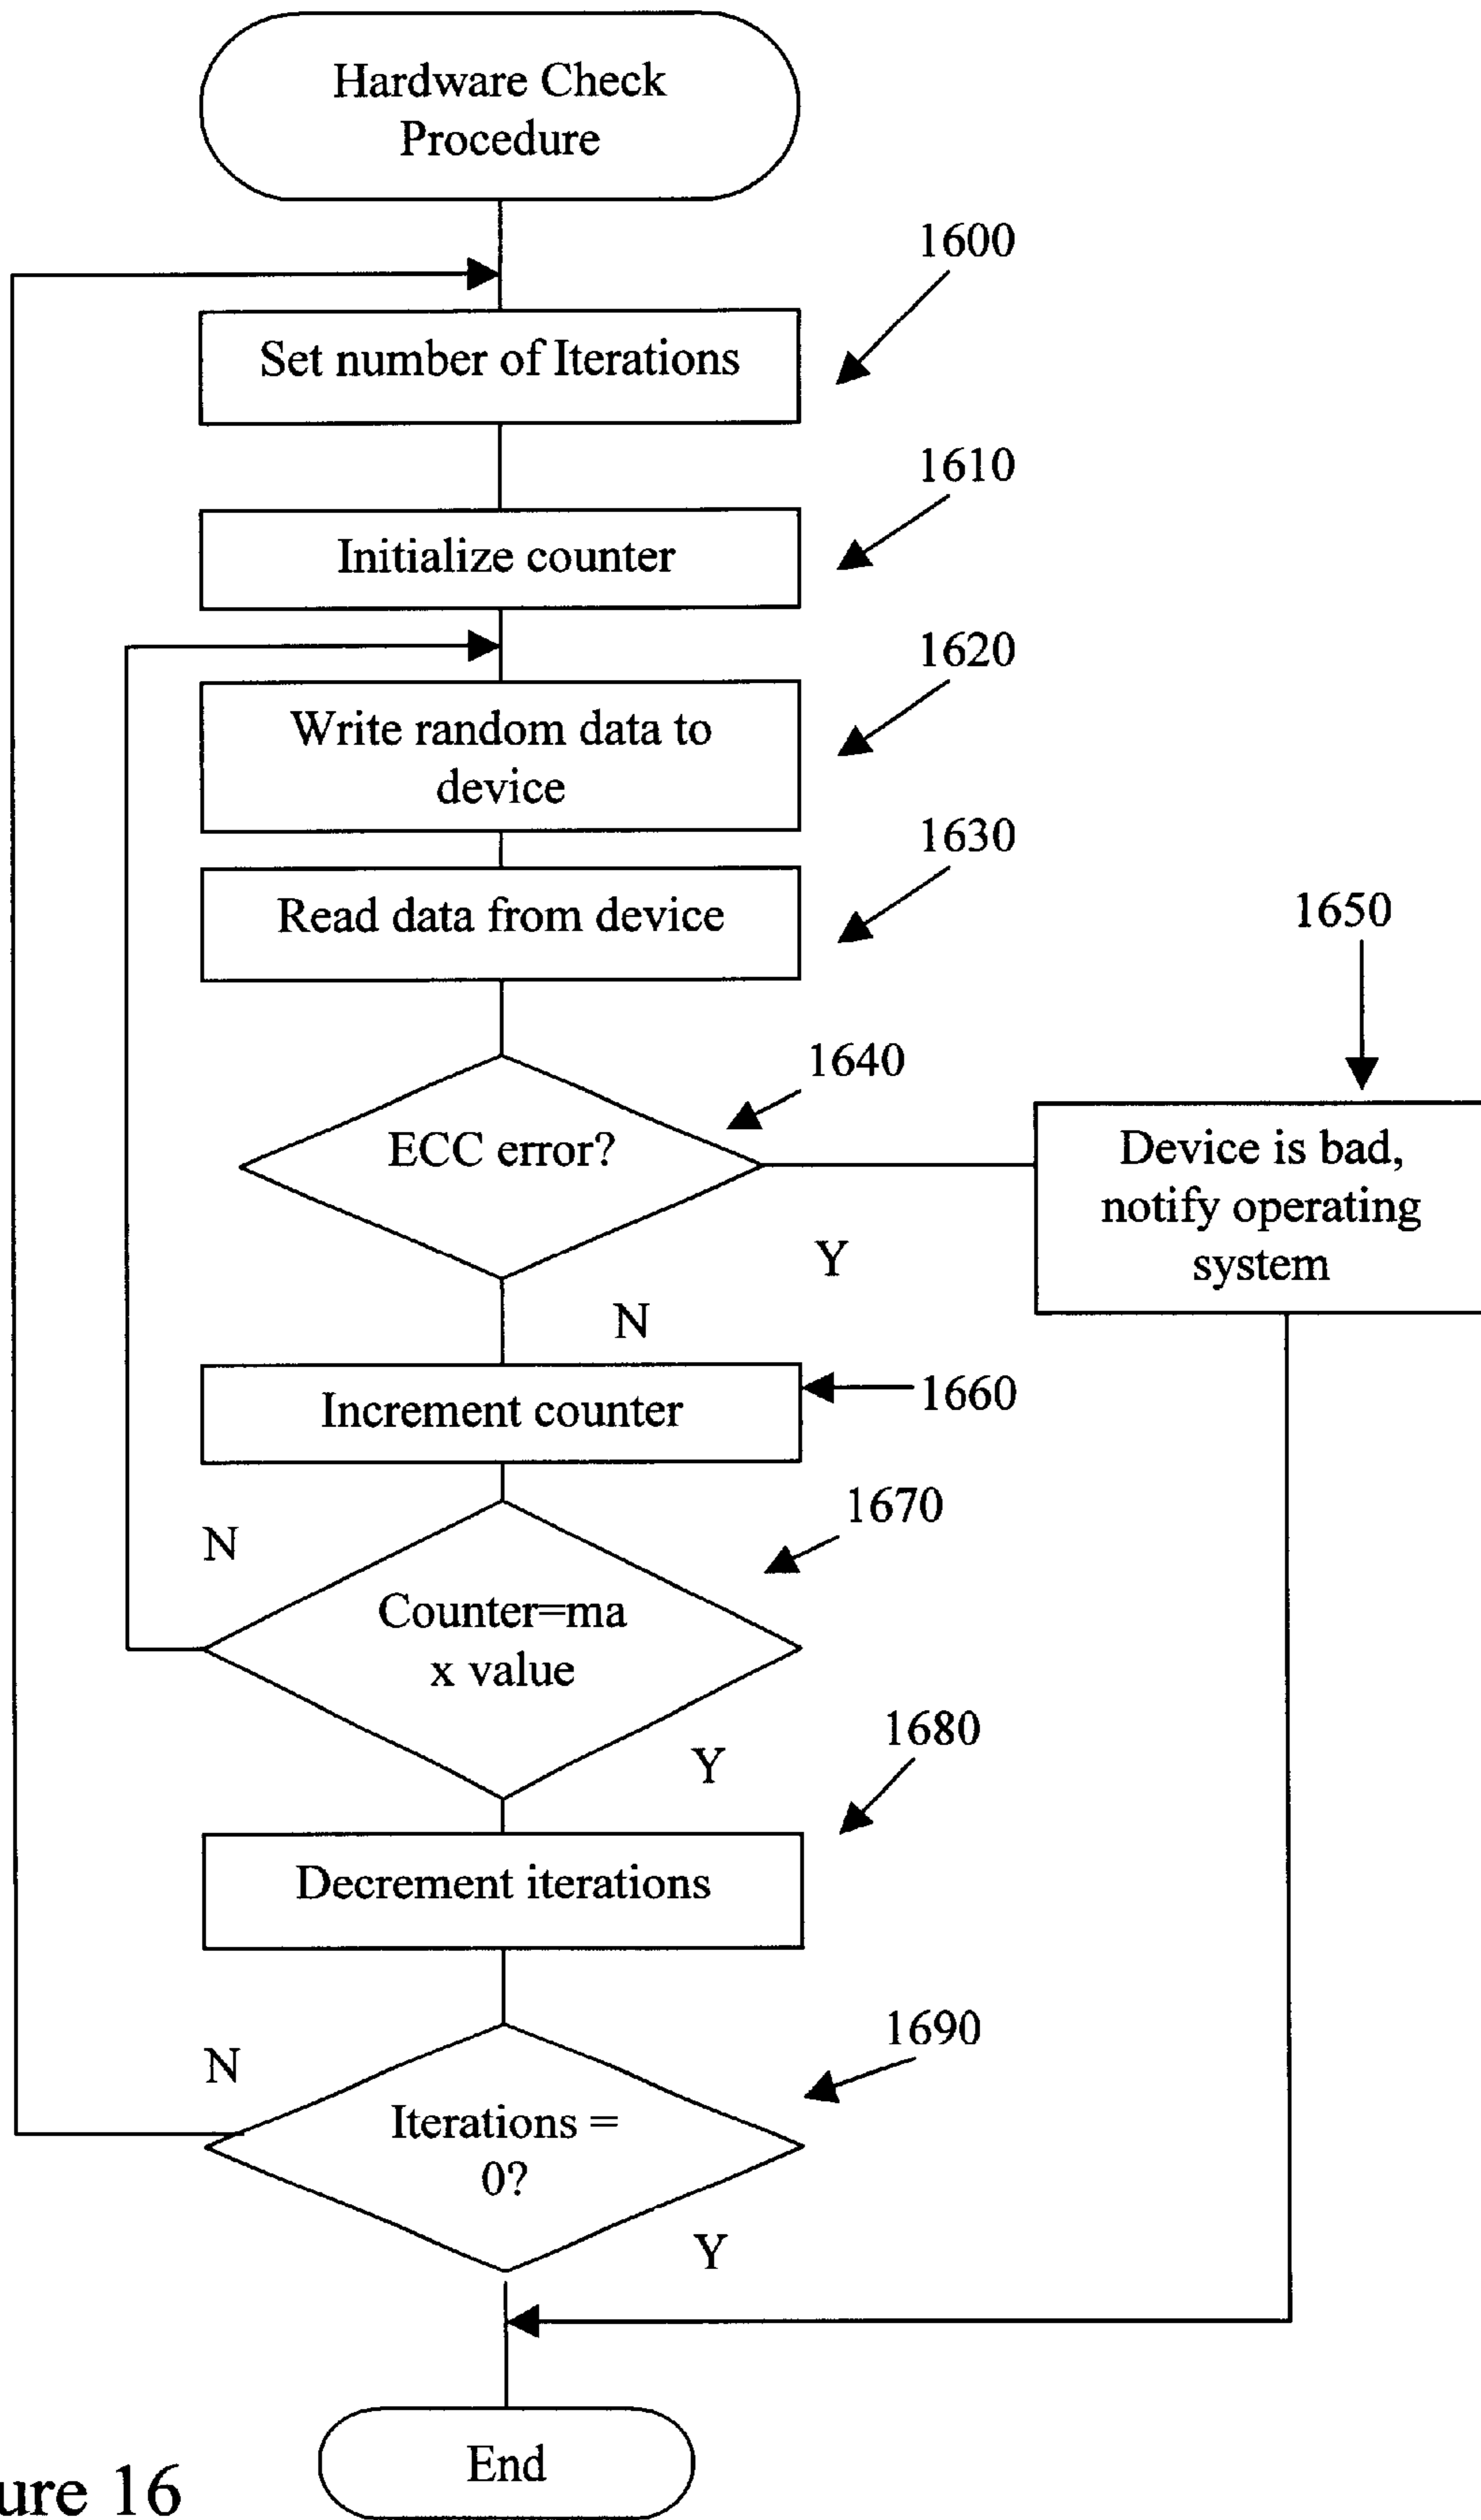 Hardware Check
Procedure
1600
Set number of Iterations
1610
Initialize counter
1620
Write random data to
device
1630
Read data from device
1650
1640
ECC error?
Device is bad,
notify operating
system
Y
N
1660
Increment counter
1670
N
Counter=ma
x value
1680
Y
Decrement iterations
1690
N
Iterations =
0?
Y
End
ure 16